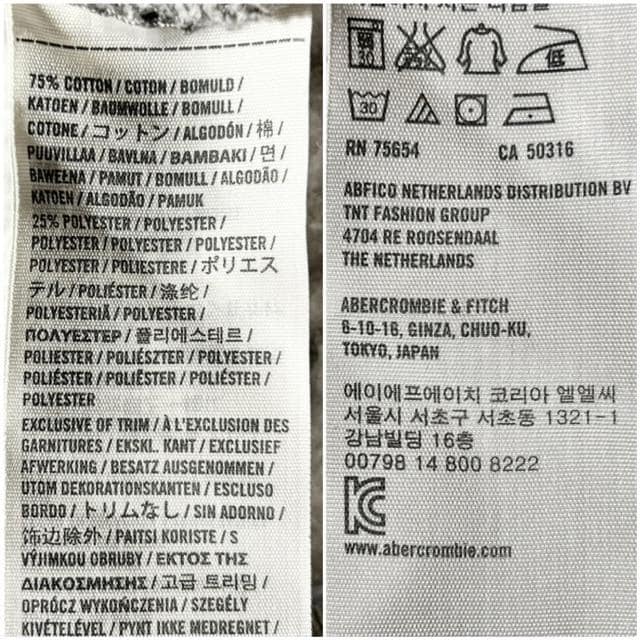 75% COTTON / COTON / BOMULD /
KATOEN / BAUMWOLLE / BOMULL /
COTONE / コットン / ALGODÓN / 棉 /
PUUVILLAA / BAVLNA / BAMBAKI / 면 /
BAWEŁNA / PAMUT / BOMULL / ALGODÃO /
KATOEN / ALGODÃO / PAMUK
25% POLYESTER / POLYESTER /
POLYESTER / POLYESTER / POLYESTER /
POLYESTER / POLIESTERE / ポリエス
テル / POLIÉSTER / 涤纶 /
POLYESTERIÄ / POLYESTER /
ΠΟΛΥΕΣΤΕΡ / 폴리에스테르 /
POLIESTER / POLIÉSZTER / POLYESTER /
POLIÉSTER / POLIËSTER / POLIÉSTER /
POLYESTER
EXCLUSIVE OF TRIM / À L'EXCLUSION DES
GARNITURES / EKSKL. KANT / EXCLUSIEF
AFWERKING / BESATZ AUSGENOMMEN /
UTOM DEKORATIONSKANTEN / ESCLUSO
BORDO / トリムなし / SIN ADORNO /
饰边除外 / PAITSI KORISTE / S
VÝJIMKOU OBRUBY / ΕΚΤΟΣ ΤΗΣ
ΔΙΑΚΟΣΜΗΣΗΣ / 고급 트리밍 /
OPRÓCZ WYKOŃCZENIA / SZEGÉLY
KIVÉTELÉVEL / PYNT IKKE MEDREGNET /
弱
30
低
30
RN 75654 CA 50316
ABFICO NETHERLANDS DISTRIBUTION BV
TNT FASHION GROUP
4704 RE ROOSENDAAL
THE NETHERLANDS
ABERCROMBIE & FITCH
6-10-16, GINZA, CHUO-KU,
TOKYO, JAPAN
에이에프에이치 코리아 엘엘씨
서울시 서초구 서초동 1321-1
강남빌딩 16층
00798 14 800 8222
www.abercrombie.com